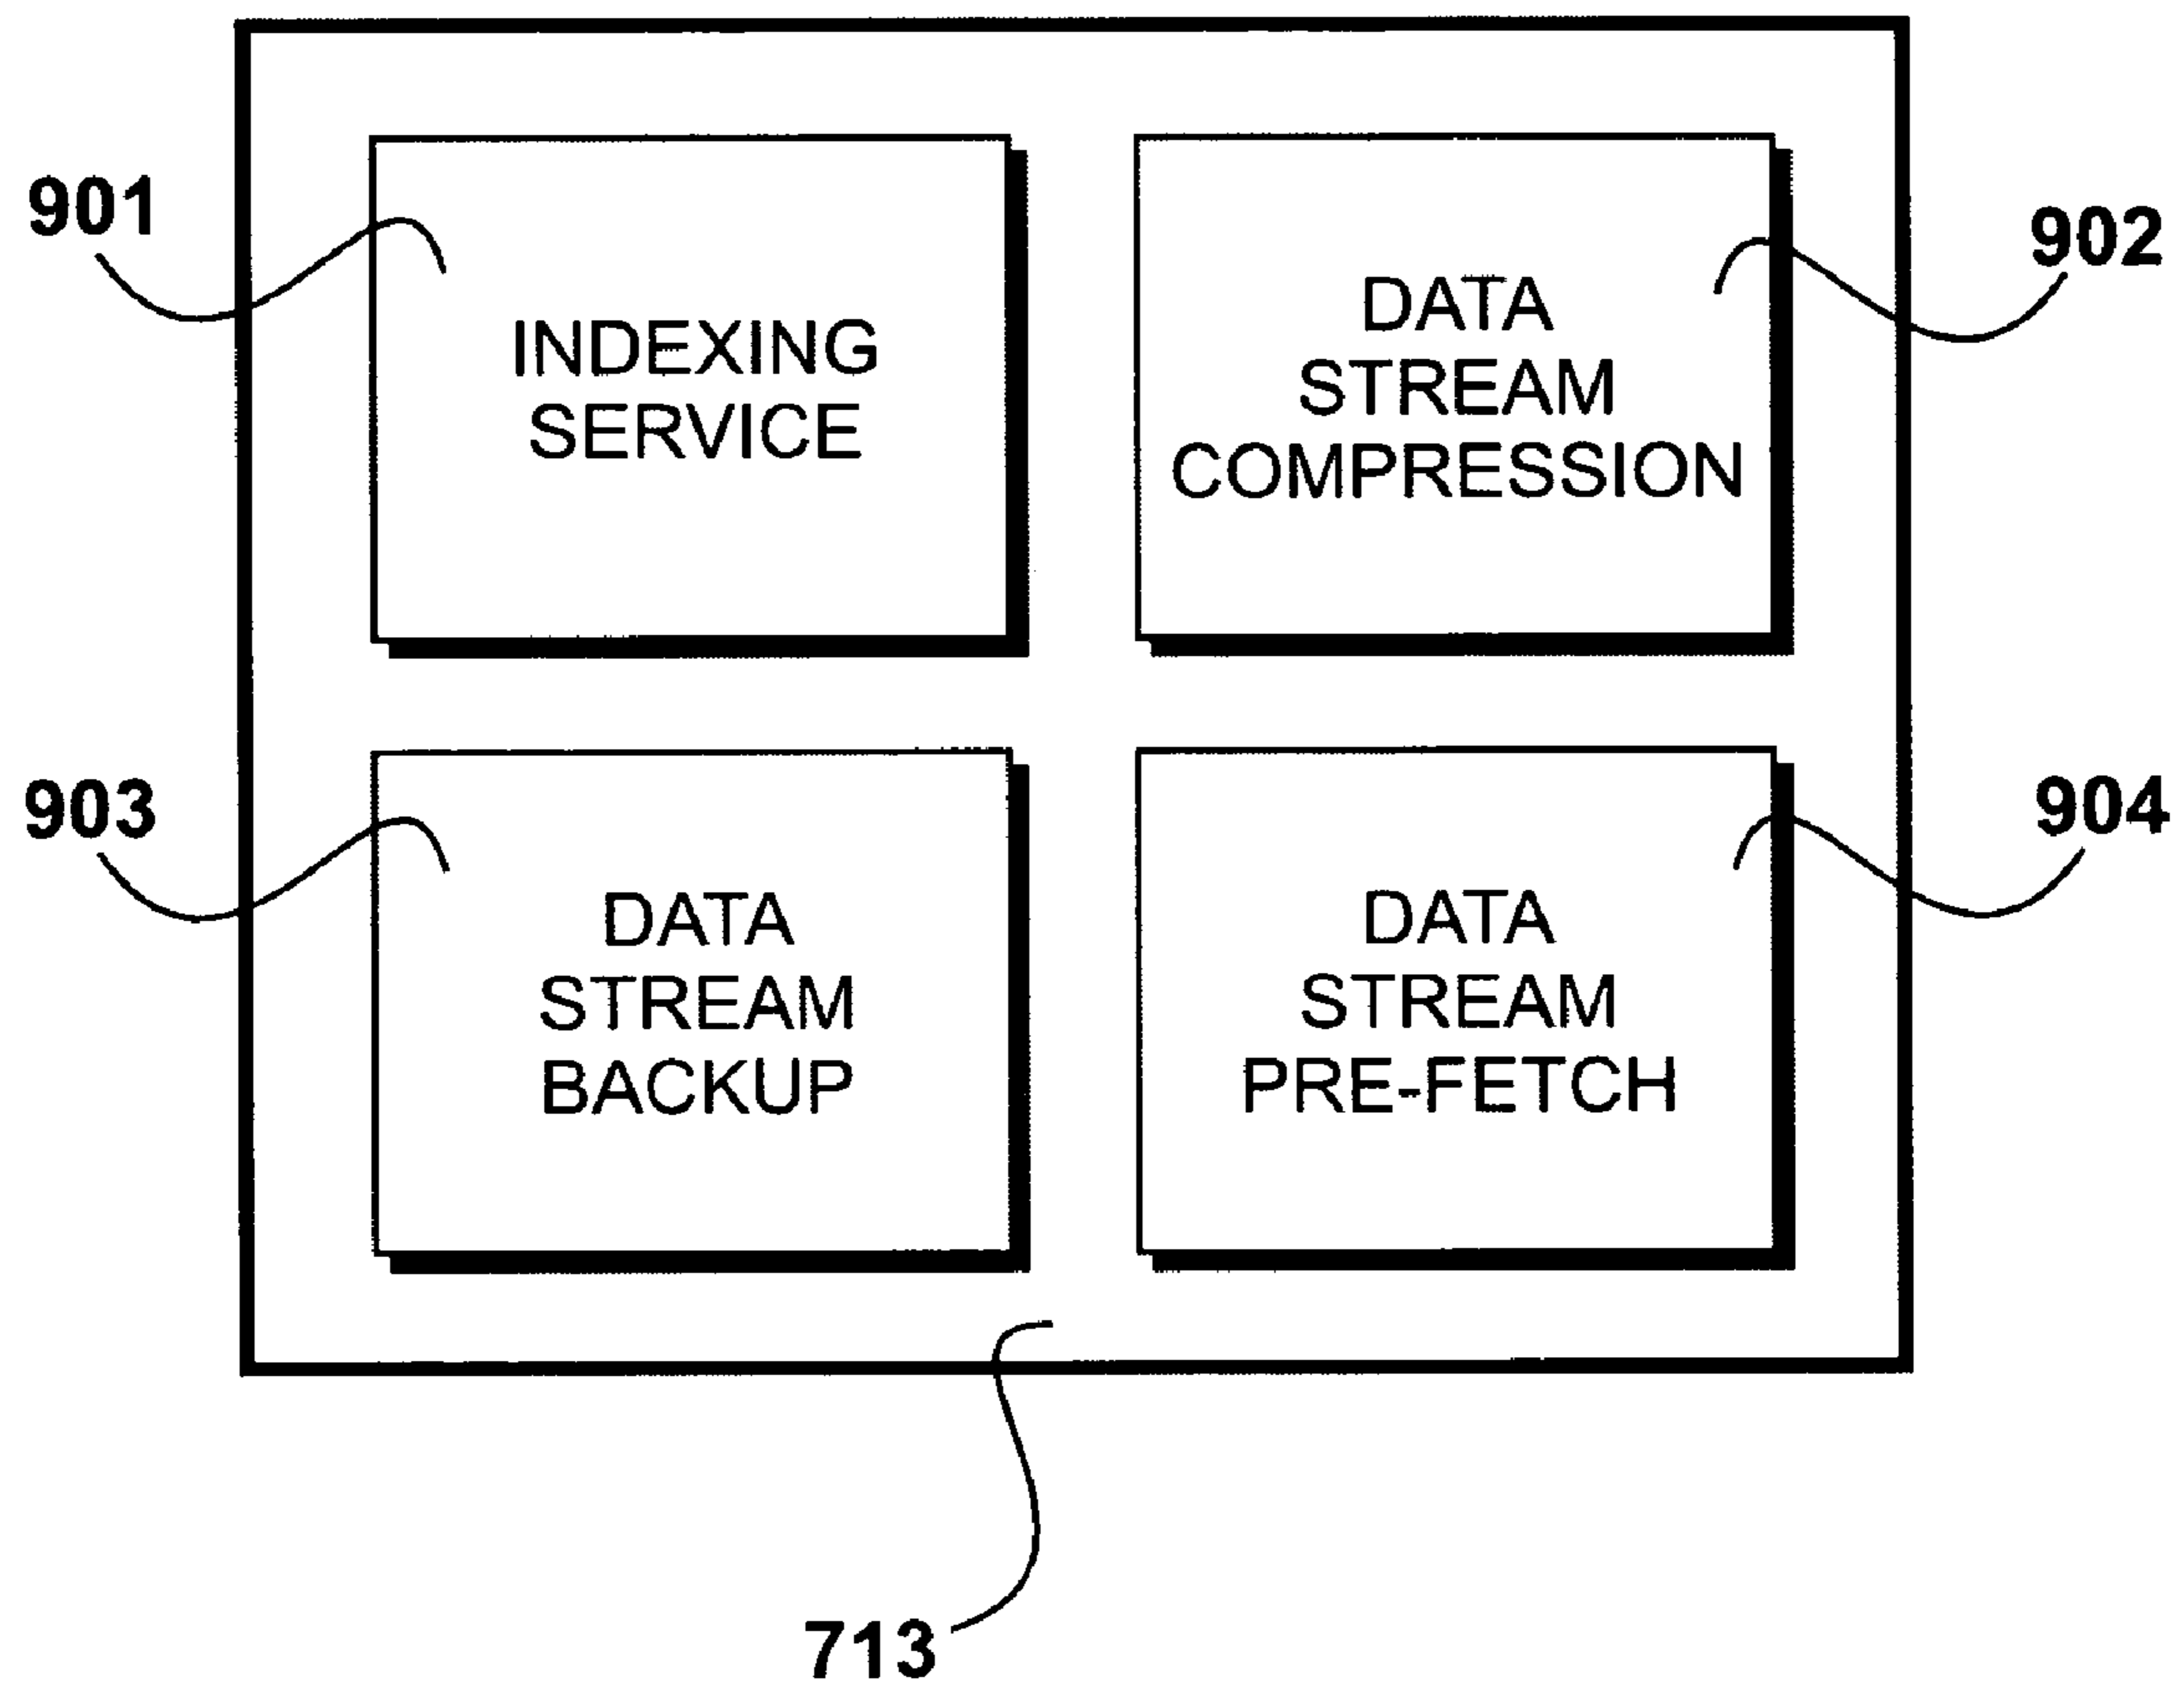 901
INDEXING
SERVICE
902
DATA
STREAM
COMPRESSION
903
DATA
STREAM
BACKUP
904
DATA
STREAM
PRE-FETCH
713